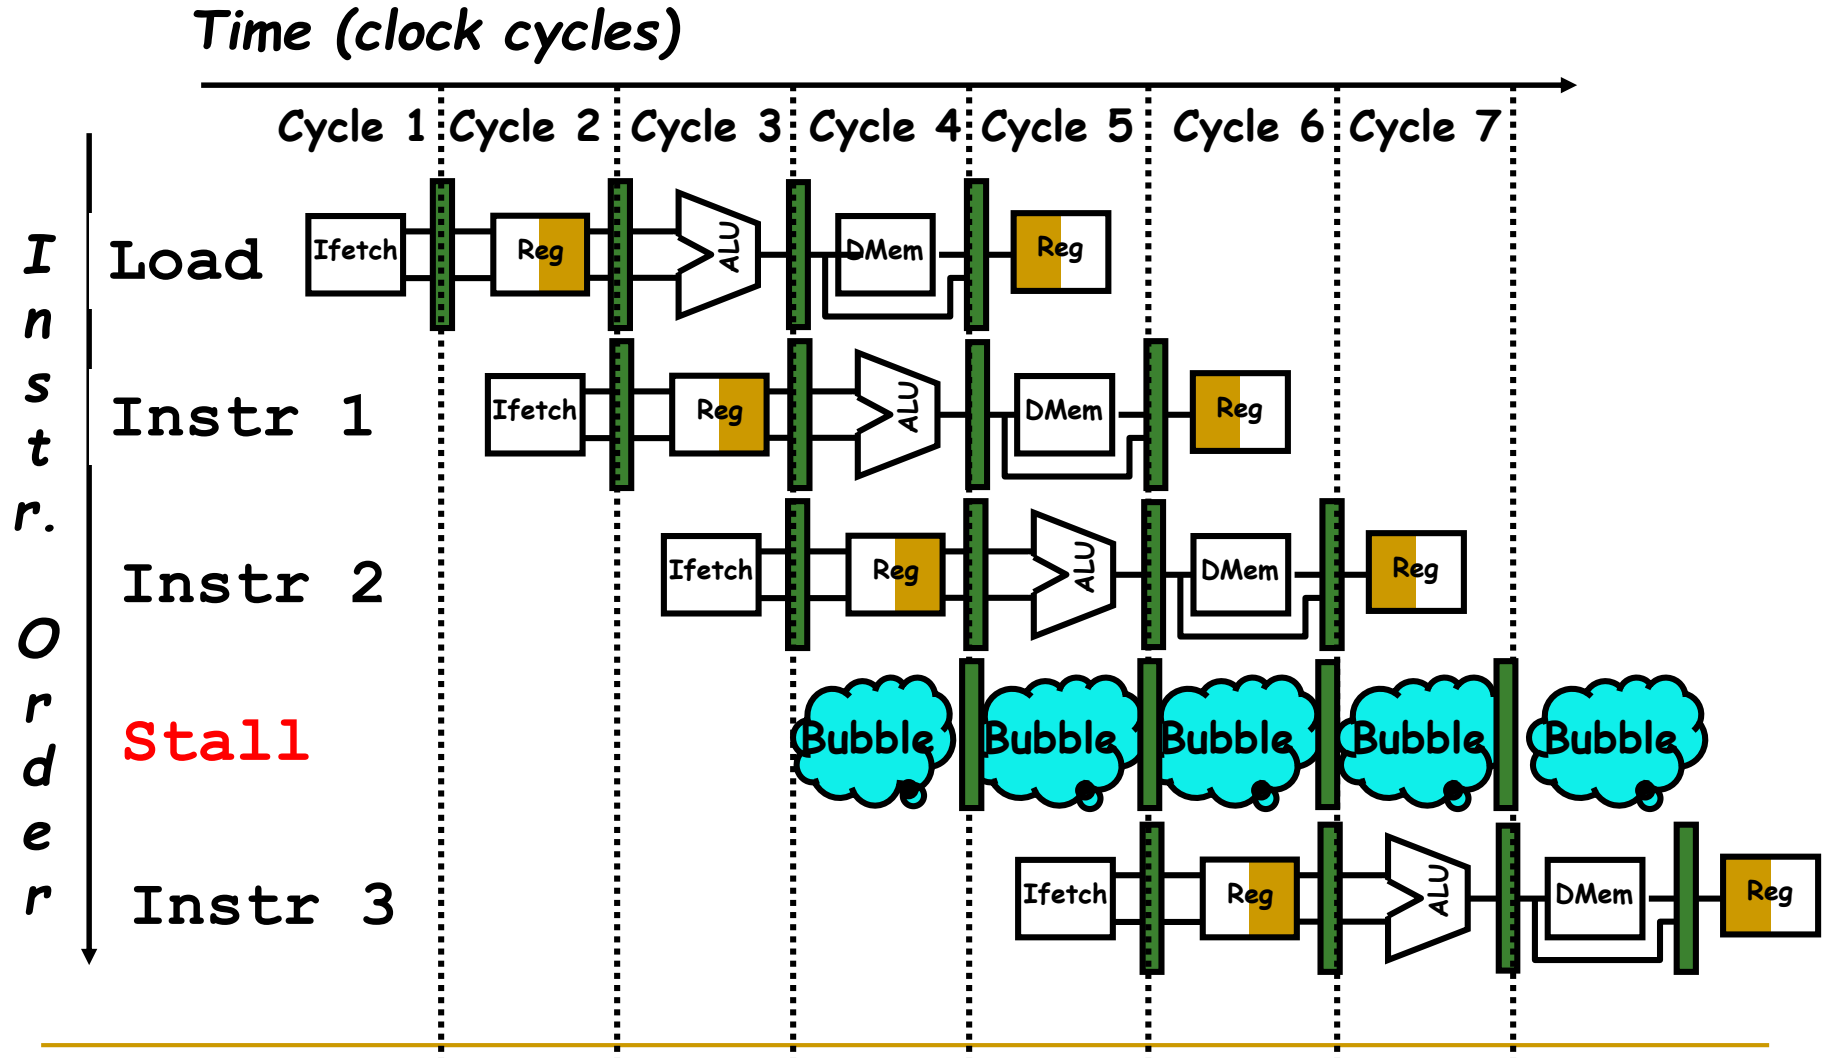 Time (clock cycles)
Cycle 1 Cycle 2 Cycle 3 Cycle 4 Cycle 5 Cycle 6 Cycle 7
Instr. Order
Load Ifetch Reg ALU DMem Reg
Instr 1 Ifetch Reg ALU DMem Reg
Instr 2 Ifetch Reg ALU DMem Reg
Stall Bubble Bubble Bubble Bubble Bubble
Instr 3 Ifetch Reg ALU DMem Reg